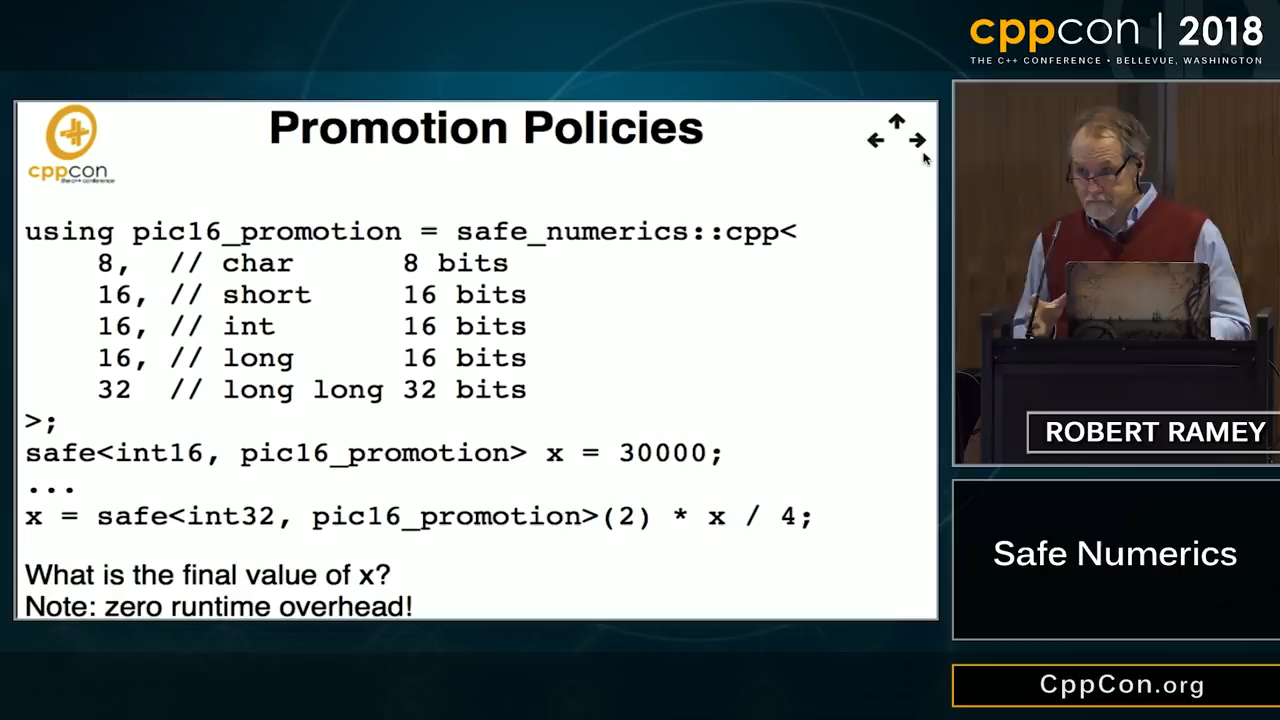 cppcon | 2018
THE C++ CONFERENCE • BELLEVUE, WASHINGTON
cppcon
the c++ conference
Promotion Policies
using pic16_promotion = safe_numerics::cpp<
8,  // char      8 bits
16, // short     16 bits
16, // int       16 bits
16, // long      16 bits
32  // long long 32 bits
>;
safe<int16, pic16_promotion> x = 30000;
...
x = safe<int32, pic16_promotion>(2) * x / 4;
What is the final value of x?
Note: zero runtime overhead!
ROBERT RAMEY
Safe Numerics
CppCon.org